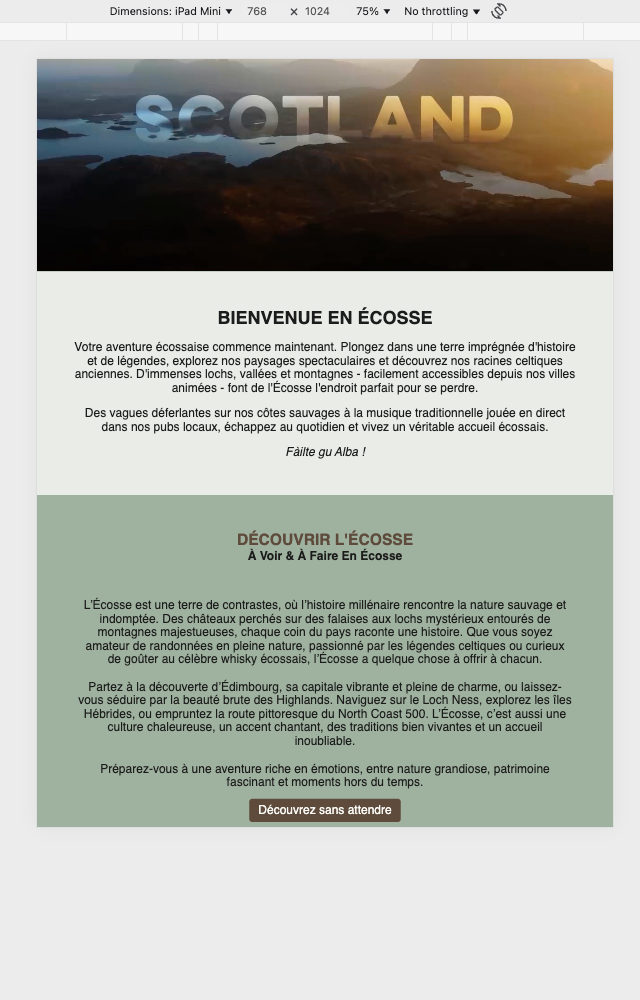 Dimensions: iPad Mini ▼ 768 × 1024 75% ▼ No throttling ▼
SCOTLAND
BIENVENUE EN ÉCOSSE
Votre aventure écossaise commence maintenant. Plongez dans une terre imprégnée d'histoire
et de légendes, explorez nos paysages spectaculaires et découvrez nos racines celtiques
anciennes. D'immenses lochs, vallées et montagnes - facilement accessibles depuis nos villes
animées - font de l'Écosse l'endroit parfait pour se perdre.
Des vagues déferlantes sur nos côtes sauvages à la musique traditionnelle jouée en direct
dans nos pubs locaux, échappez au quotidien et vivez un véritable accueil écossais.
Fàilte gu Alba !
DÉCOUVRIR L'ÉCOSSE
À Voir & À Faire En Écosse
L'Écosse est une terre de contrastes, où l'histoire millénaire rencontre la nature sauvage et
indomptée. Des châteaux perchés sur des falaises aux lochs mystérieux entourés de
montagnes majestueuses, chaque coin du pays raconte une histoire. Que vous soyez
amateur de randonnées en pleine nature, passionné par les légendes celtiques ou curieux
de goûter au célèbre whisky écossais, l'Écosse a quelque chose à offrir à chacun.
Partez à la découverte d'Édimbourg, sa capitale vibrante et pleine de charme, ou laissez-
vous séduire par la beauté brute des Highlands. Naviguez sur le Loch Ness, explorez les îles
Hébrides, ou empruntez la route pittoresque du North Coast 500. L'Écosse, c'est aussi une
culture chaleureuse, un accent chantant, des traditions bien vivantes et un accueil
inoubliable.
Préparez-vous à une aventure riche en émotions, entre nature grandiose, patrimoine
fascinant et moments hors du temps.
Découvrez sans attendre